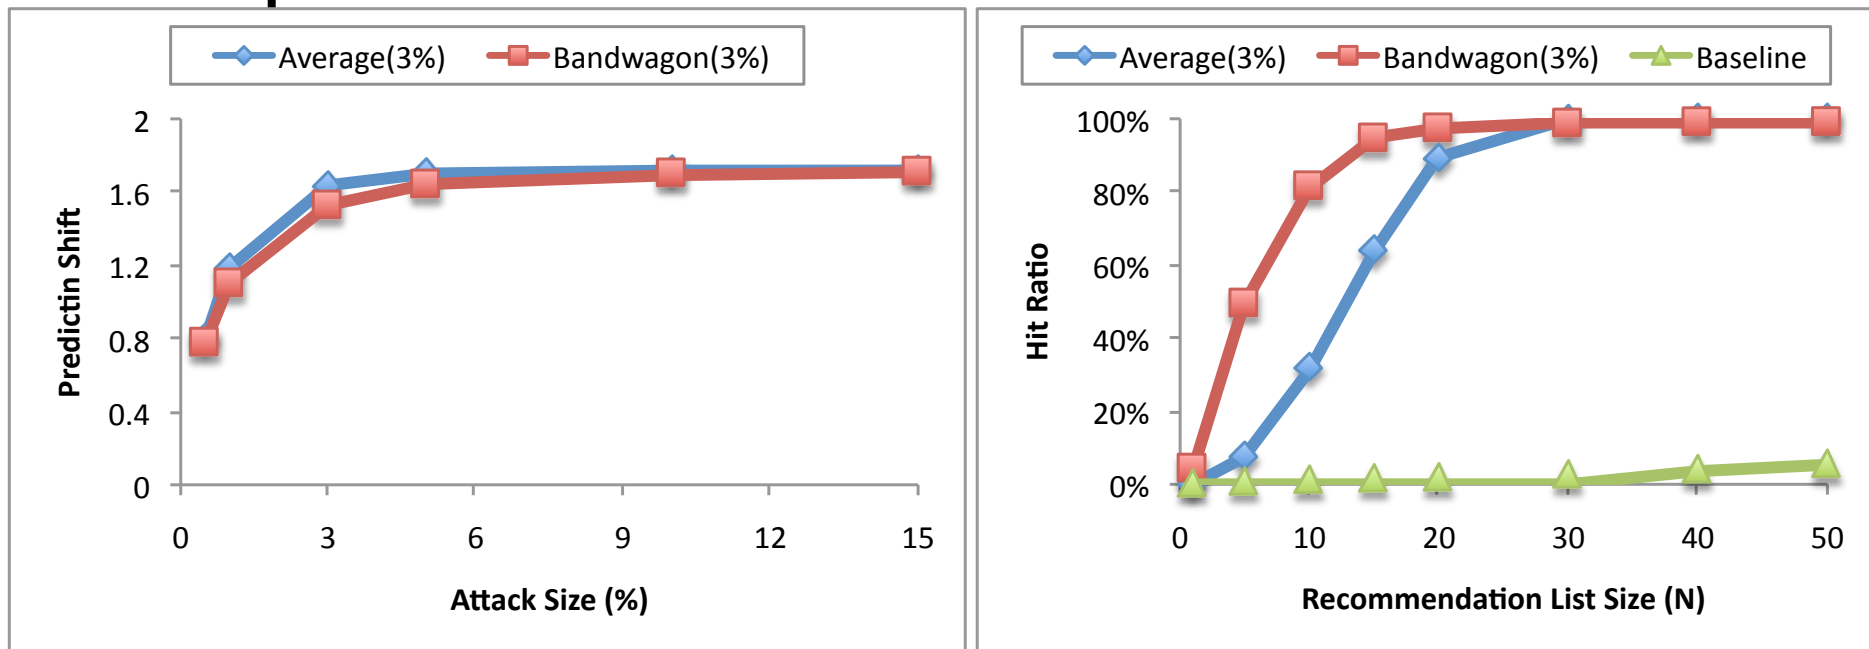 Average(3%) Bandwagon(3%)
2
1.6
1.2
0.8
0.4
0
0 3 6 9 12 15
Predictin Shift
Attack Size (%)
Average(3%) Bandwagon(3%) Baseline
100%
80%
60%
40%
20%
0%
0 10 20 30 40 50
Hit Ratio
Recommendation List Size (N)